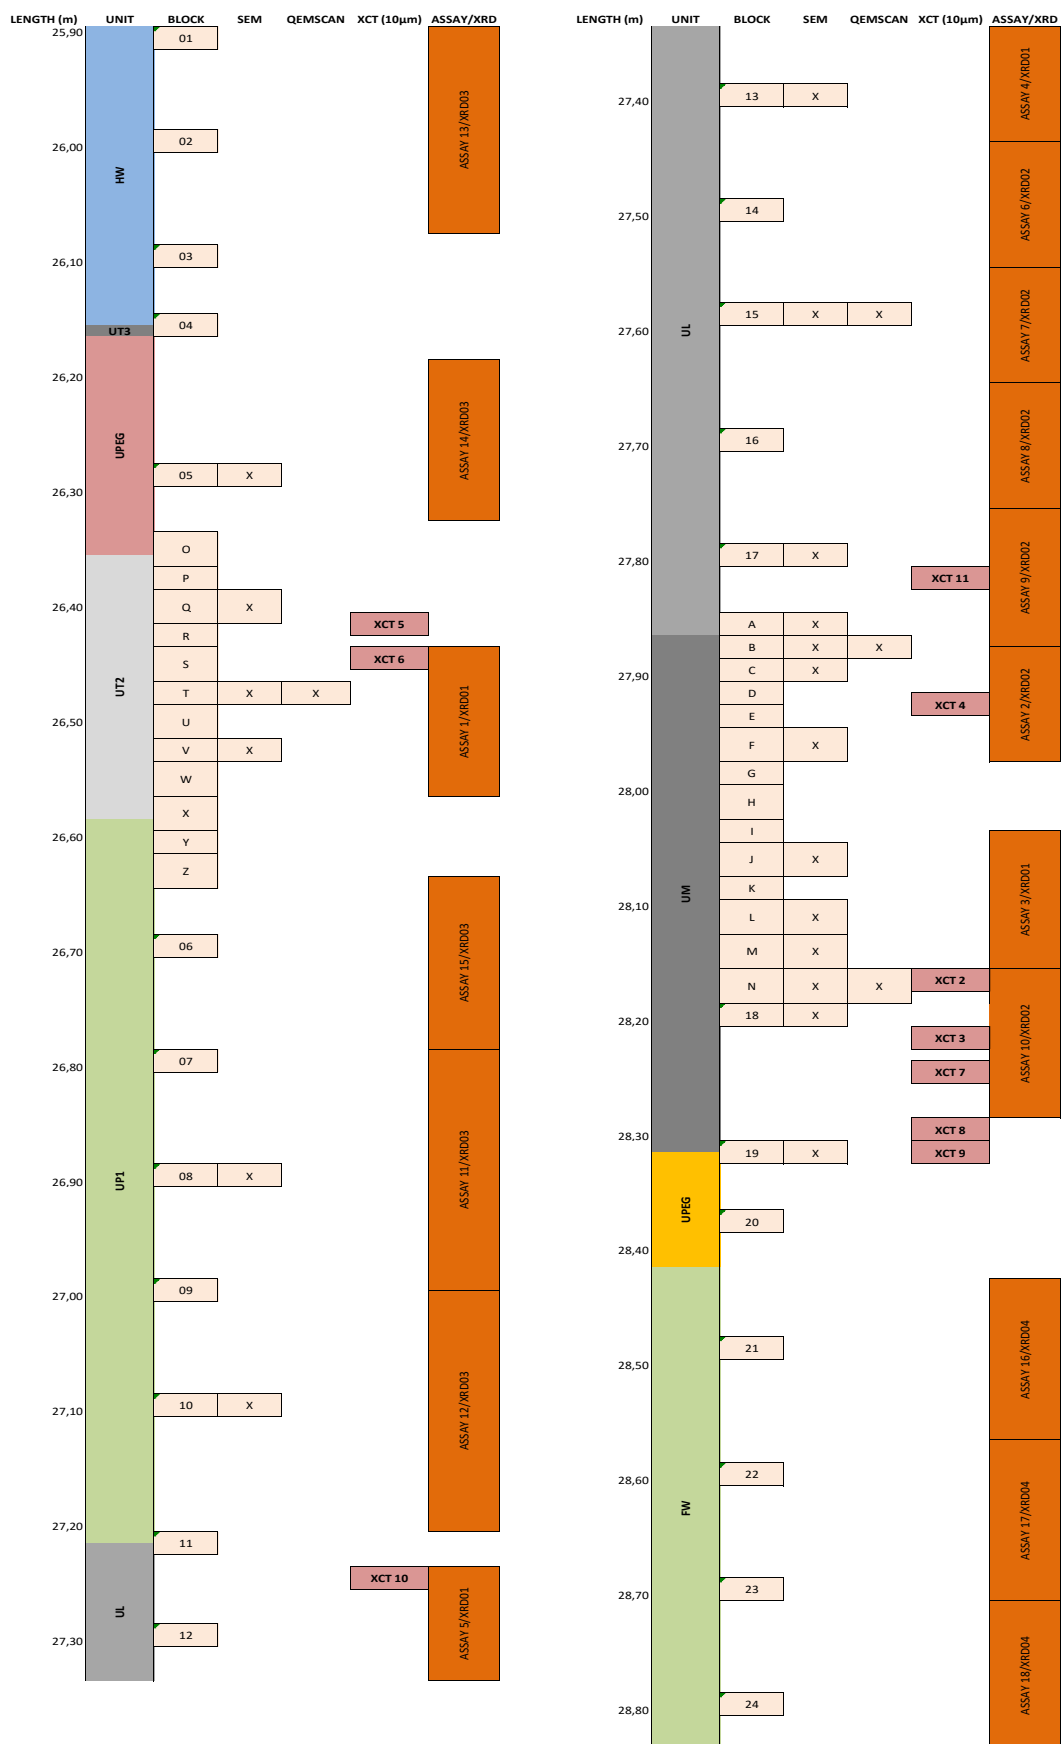 LENGTH (m) UNIT BLOCK SEM QEMSCAN XCT (10µm) ASSAY/XRD
25,90 01
ASSAY 13/XRD03
26,00 02
HW
26,10 03
04
UT3
26,20
UPEG
ASSAY 14/XRD03
05 X
26,30
O
P
26,40 Q X
XCT 5
R
S XCT 6
UT2
T X X
ASSAY 1/XRD01
26,50 U
V X
W
X
26,60 Y
Z
26,70 06
ASSAY 15/XRD03
26,80 07
ASSAY 11/XRD03
26,90 08 X
UP1
27,00 09
ASSAY 12/XRD03
27,10 10 X
27,20 11
XCT 10
UL
ASSAY 5/XRD01
27,30 12
LENGTH (m) UNIT BLOCK SEM QEMSCAN XCT (10µm) ASSAY/XRD
ASSAY 4/XRD01
27,40 13 X
ASSAY 6/XRD02
27,50 14
27,60 15 X X
UL
ASSAY 7/XRD02
27,70 16
ASSAY 8/XRD02
27,80 17 X
XCT 11
ASSAY 9/XRD02
A X
B X X
27,90 C X
D
XCT 4
ASSAY 2/XRD02
E
F X
G
28,00 H
I
J X
UM
K
ASSAY 3/XRD01
28,10 L X
M X
N X X XCT 2
28,20 18 X
XCT 3
ASSAY 10/XRD02
XCT 7
28,30 XCT 8
19 X XCT 9
UPEG
20
28,40
28,50 21
ASSAY 16/XRD04
28,60 22
FW
ASSAY 17/XRD04
28,70 23
ASSAY 18/XRD04
28,80 24